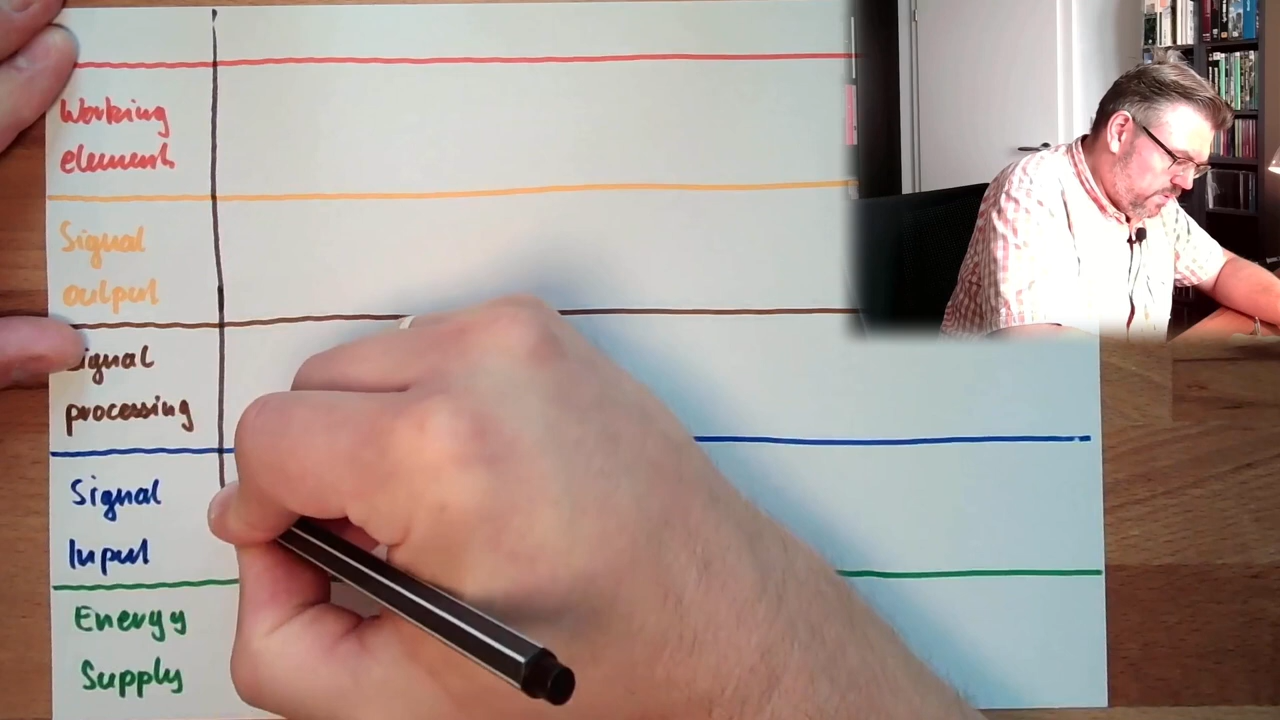 Working
element
Signal
output
Signal
processing
Signal
Input
Energy
Supply